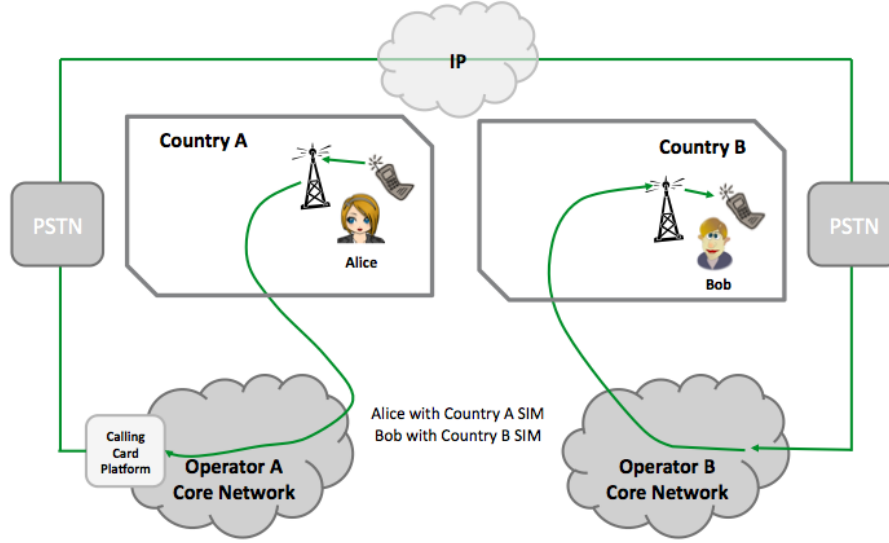 IP
Country A
Country B
PSTN
PSTN
Alice
Bob
Alice with Country A SIM
Bob with Country B SIM
Calling
Card
Platform
Operator A
Core Network
Operator B
Core Network